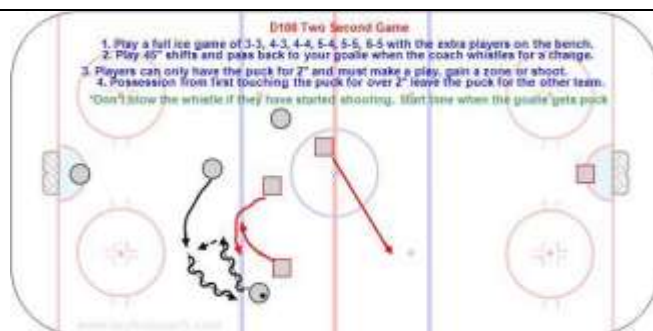 D100 Two Second Game
1. Play a full ice game of 3-3, 4-3, 4-4, 5-4, 5-5, 6-5 with the extra players on the bench.
2. Play 45" shifts and pass back to your goalie when the coach whistles for a change.
3. Players can only have the puck for 2" and must make a play, gain a zone or shoot.
4. Possession from first touching the puck for over 2" leave the puck for the other team.
*Don't blow the whistle if they have started shooting. Start time when the goalie gets puck